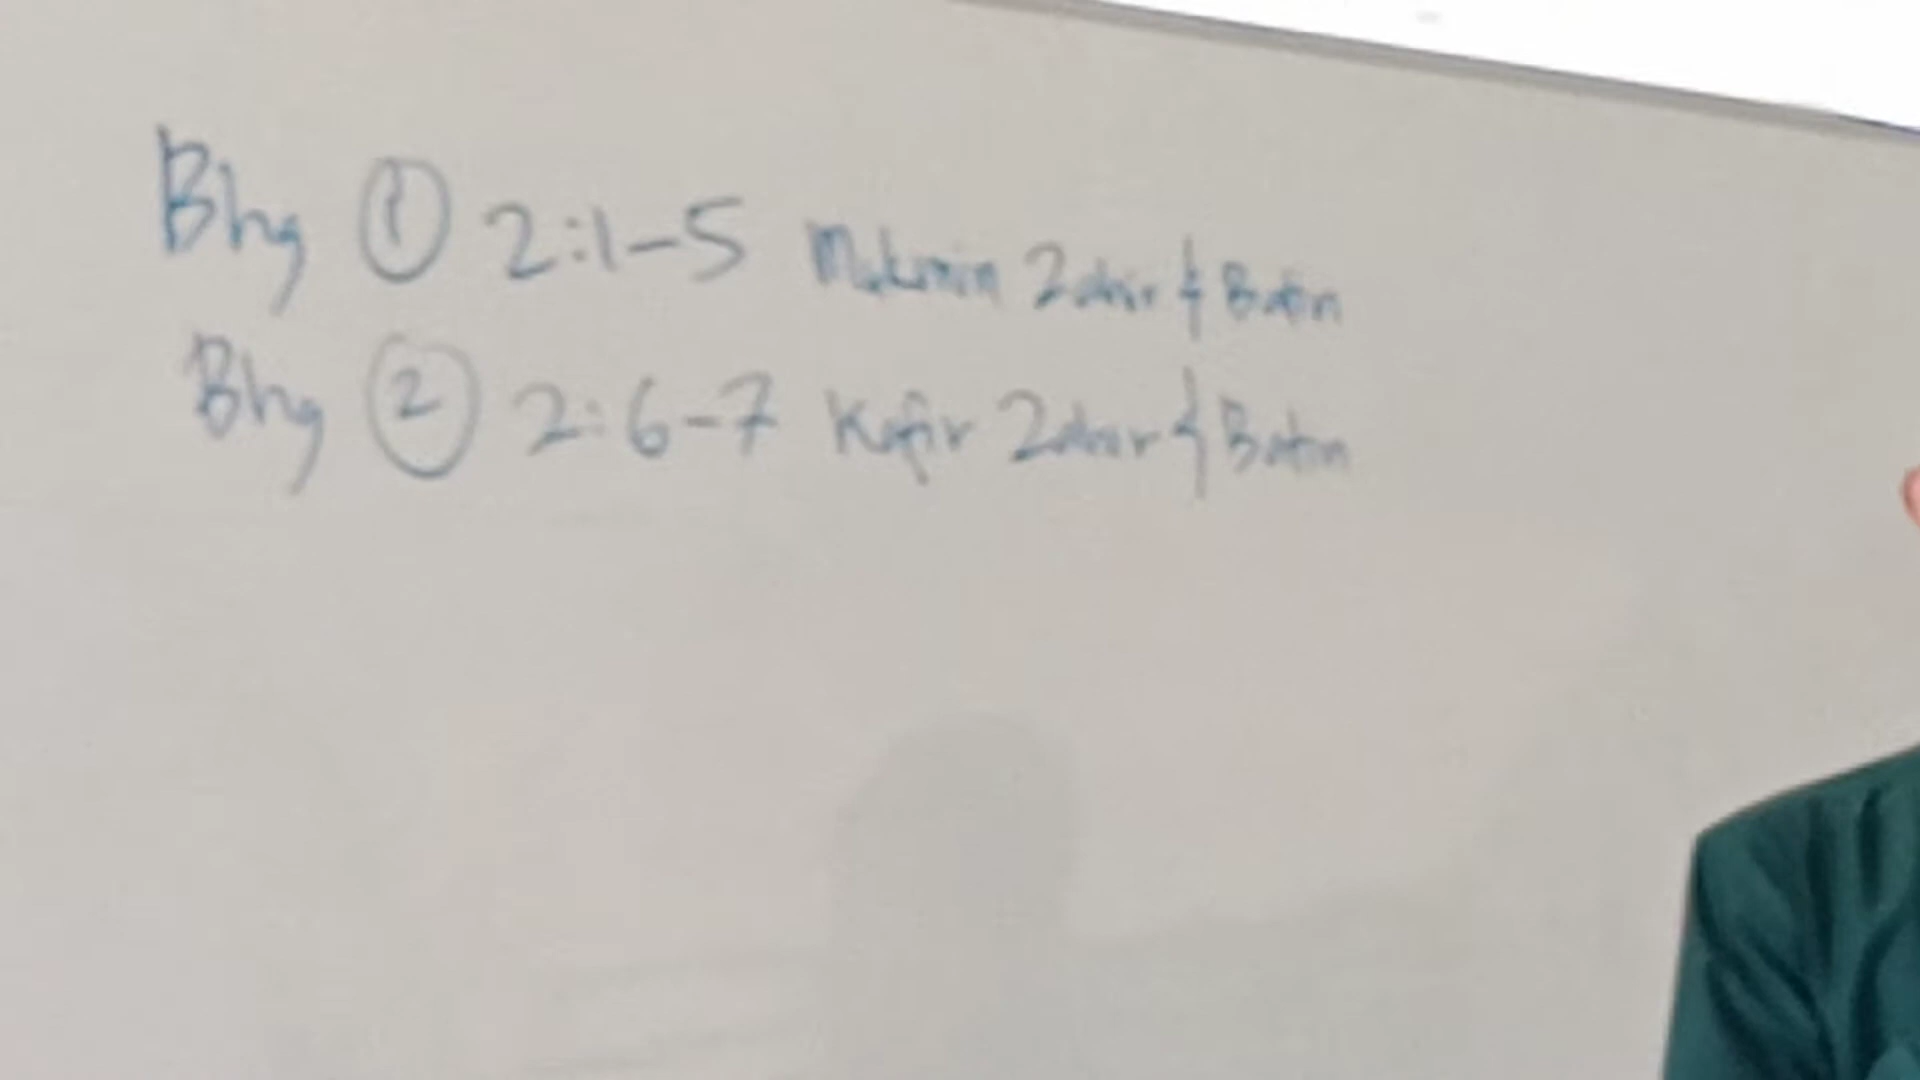 Bhg ① 2:1-5 Mukmin Zahir & Batin
Bhg ② 2:6-7 Kafir Zahir & Batin